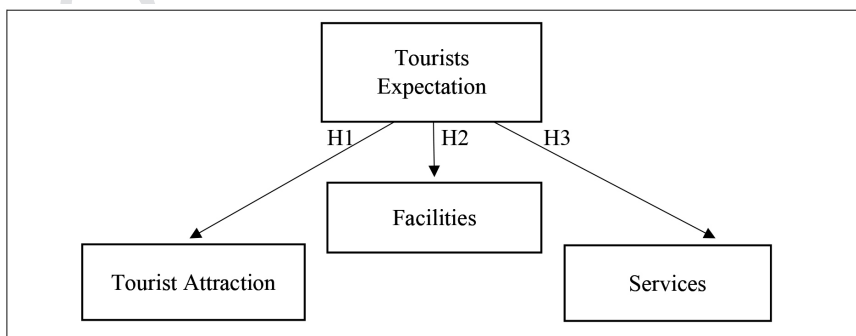 Tourists
Expectation
H1
H2
H3
Facilities
Tourist Attraction
Services